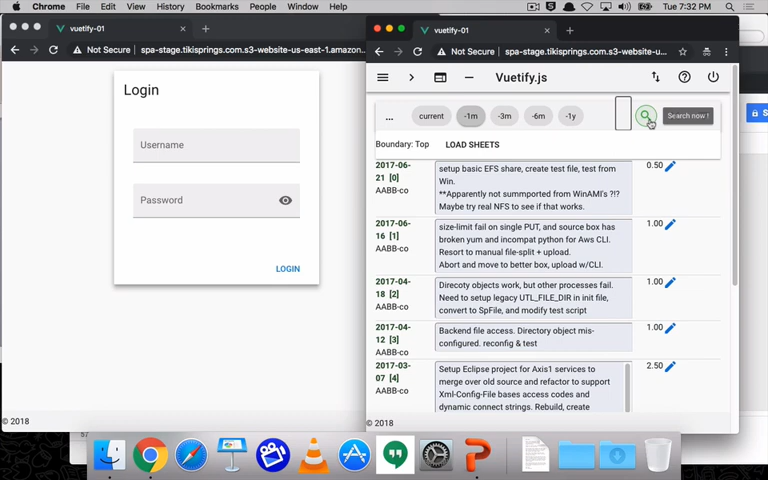 Chrome File Edit View History Bookmarks People Window Help
Tue 7:32 PM
vuetify-01
Not Secure spa-stage.tikisprings.com.s3-website-us-east-1.amazon
Login
Username
Password
LOGIN
© 2018
vuetify-01
Not Secure spa-stage.tikisprings.com.s3-website-u...
Vuetify.js
... current -1m -3m -6m -1y Search now !
Boundary: Top LOAD SHEETS
2017-06-
21 [0]
AABB-co
setup basic EFS share, create test file, test from
Win.
**Apparently not summported from WinAMI's ?!?
Maybe try real NFS to see if that works.
0.50
2017-06-
16 [1]
AABB-co
size-limit fail on single PUT, and source box has
broken yum and incompat python for Aws CLI.
Resort to manual file-split + upload.
Abort and move to better box, upload w/CLI.
1.00
2017-04-
18 [2]
AABB-co
Direcoty objects work, but other processes fail.
Need to setup legacy UTL_FILE_DIR in init file,
convert to SpFile, and modify test script
1.00
2017-04-
12 [3]
AABB-co
Backend file access. Directory object mis-
configured. reconfig & test
1.00
2017-03-
07 [4]
AABB-co
Setup Eclipse project for Axis1 services to
merge over old source and refactor to support
Xml-Config-File bases access codes and
dynamic connect strings. Rebuild, create
2.50
© 2018
57
S